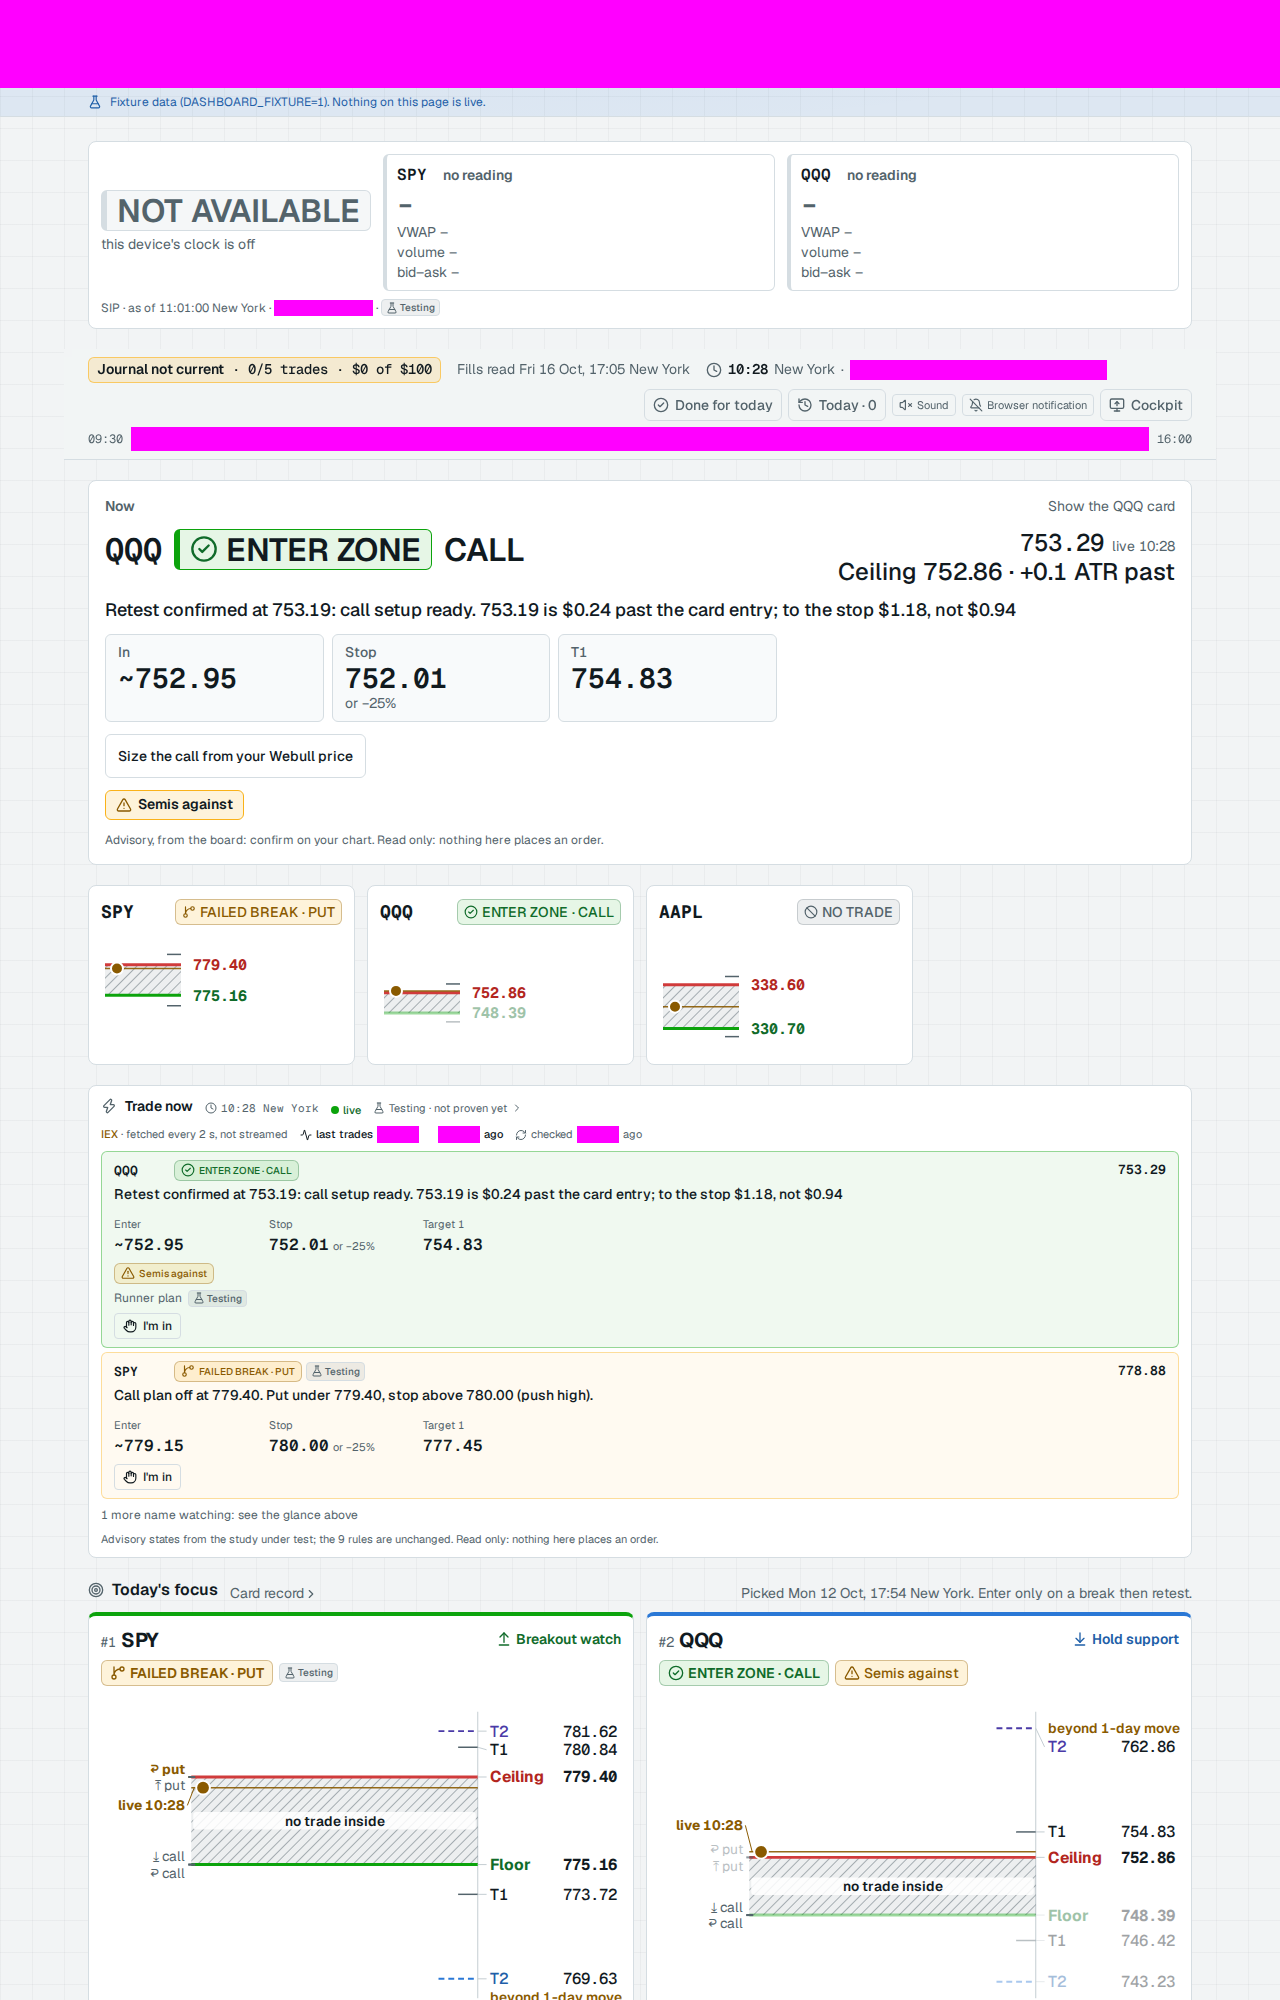 Fixture data (DASHBOARD_FIXTURE=1). Nothing on this page is live.
NOT AVAILABLE
this device's clock is off
SPY no reading
–
VWAP –
volume –
bid–ask –
QQQ no reading
–
VWAP –
volume –
bid–ask –
SIP · as of 11:01:00 New York · · Testing
Journal not current · 0/5 trades · $0 of $100 Fills read Fri 16 Oct, 17:05 New York 10:28 New York ·
Done for today Today · 0 Sound Browser notification Cockpit
09:30 16:00
Now Show the QQQ card
QQQ ENTER ZONE CALL 753.29 live 10:28
Ceiling 752.86 · +0.1 ATR past
Retest confirmed at 753.19: call setup ready. 753.19 is $0.24 past the card entry; to the stop $1.18, not $0.94
In Stop T1
~752.95 752.01 754.83
or –25%
Size the call from your Webull price
Semis against
Advisory, from the board: confirm on your chart. Read only: nothing here places an order.
SPY FAILED BREAK · PUT
779.40
775.16
QQQ ENTER ZONE · CALL
752.86
748.39
AAPL NO TRADE
338.60
330.70
Trade now 10:28 New York live Testing · not proven yet
IEX · fetched every 2 s, not streamed last trades ago checked ago
QQQ ENTER ZONE · CALL 753.29
Retest confirmed at 753.19: call setup ready. 753.19 is $0.24 past the card entry; to the stop $1.18, not $0.94
Enter Stop Target 1
~752.95 752.01 or –25% 754.83
Semis against
Runner plan Testing
I'm in
SPY FAILED BREAK · PUT Testing 778.88
Call plan off at 779.40. Put under 779.40, stop above 780.00 (push high).
Enter Stop Target 1
~779.15 780.00 or –25% 777.45
I'm in
1 more name watching: see the glance above
Advisory states from the study under test; the 9 rules are unchanged. Read only: nothing here places an order.
Today's focus Card record Picked Mon 12 Oct, 17:54 New York. Enter only on a break then retest.
#1 SPY Breakout watch
FAILED BREAK · PUT Testing
T2 781.62
T1 780.84
put
put
Ceiling 779.40
live 10:28
no trade inside
call
call
Floor 775.16
T1 773.72
T2 769.63
beyond 1-day move
#2 QQQ Hold support
ENTER ZONE · CALL Semis against
beyond 1-day move
T2 762.86
live 10:28
T1 754.83
put
put
Ceiling 752.86
no trade inside
call
call
Floor 748.39
T1 746.42
T2 743.23